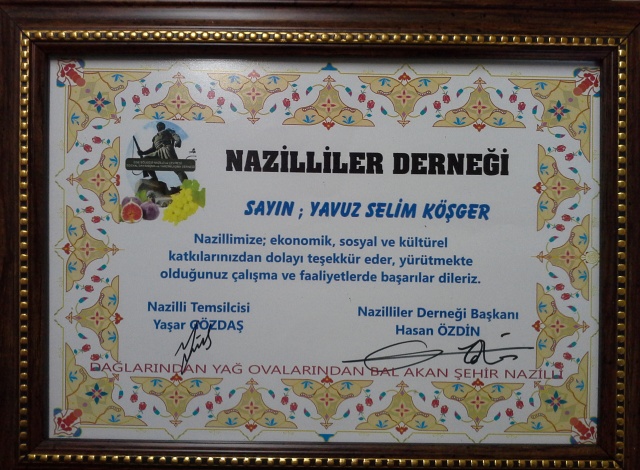 NAZİLLİLER DERNEĞİ
SAYIN ; YAVUZ SELİM KÖŞGER
Nazillimize; ekonomik, sosyal ve kültürel
katkılarınızdan dolayı teşekkür eder, yürütmekte
olduğunuz çalışma ve faaliyetlerde başarılar dileriz.
Nazilli Temsilcisi
Yaşar GÖZDAŞ
Nazilliler Derneği Başkanı
Hasan ÖZDİN
DAĞLARINDAN YAĞ OVALARINDAN BAL AKAN ŞEHİR NAZİLLİ